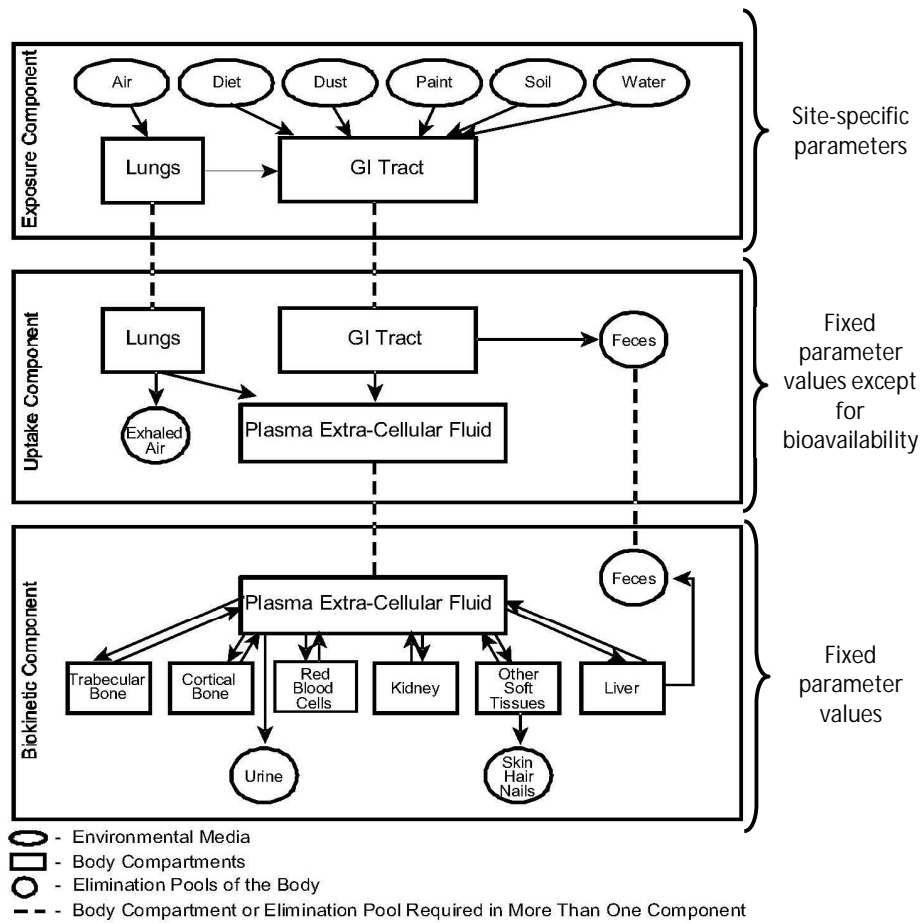 Exposure Component
Air
Diet
Dust
Paint
Soil
Water
Lungs
GI Tract
Site-specific
parameters
Uptake Component
Lungs
GI Tract
Feces
Exhaled
Air
Plasma Extra-Cellular Fluid
Fixed
parameter
values except
for
bioavailability
Biokinetic Component
Feces
Plasma Extra-Cellular Fluid
Trabecular
Bone
Cortical
Bone
Red
Blood
Cells
Kidney
Other
Soft
Tissues
Liver
Urine
Skin
Hair
Nails
Fixed
parameter
values
- Environmental Media
- Body Compartments
- Elimination Pools of the Body
- Body Compartment or Elimination Pool Required in More Than One Component